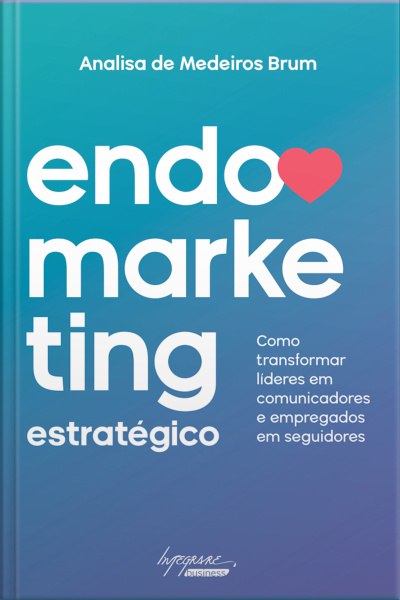 Analisa de Medeiros Brum
endo
marke
ting
estratégico
Como
transformar
líderes em
comunicadores
e empregados
em seguidores
INTEGRARE
business